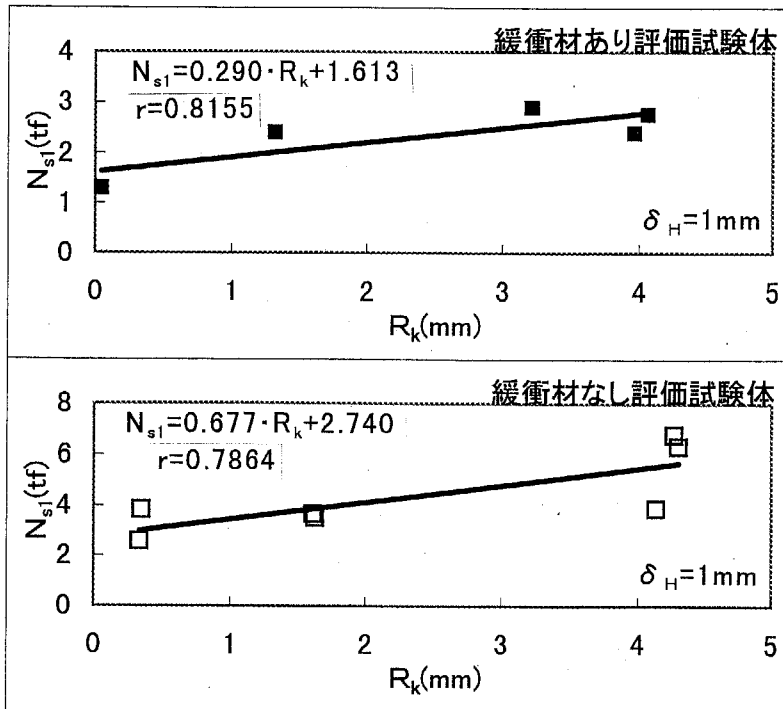 緩衝材あり評価試験体
N_s1(tf)
4
3
2
1
0
N_s1=0.290·R_k+1.613
r=0.8155
δ_H=1mm
0 1 2 3 4 5
R_k(mm)
緩衝材なし評価試験体
N_s1(tf)
8
6
4
2
0
N_s1=0.677·R_k+2.740
r=0.7864
δ_H=1mm
0 1 2 3 4 5
R_k(mm)